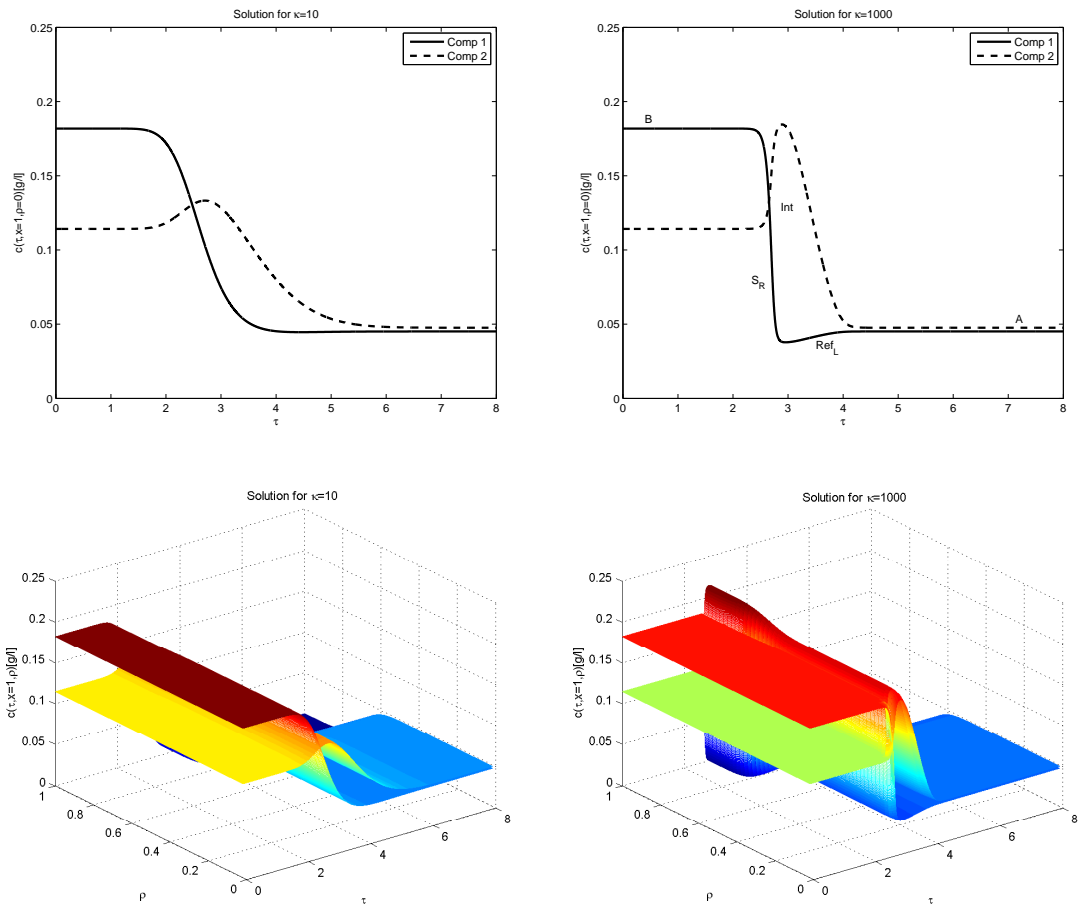 Solution for κ=10
0.25
0.2
0.15
0.1
0.05
0
c(τ,x=1,ρ=0)[g/l]
0 1 2 3 4 5 6 7 8
τ
Comp 1
Comp 2
Solution for κ=1000
0.25
0.2
0.15
0.1
0.05
0
c(τ,x=1,ρ=0)[g/l]
0 1 2 3 4 5 6 7 8
τ
Comp 1
Comp 2
B
Int
S_R
A
Ref_L
Solution for κ=10
0.25
0.2
0.15
0.1
0.05
0
c(τ,x=1,ρ)[g/l]
1
0.8
0.6
0.4
0.2
0
ρ
0
2
4
6
8
τ
Solution for κ=1000
0.25
0.2
0.15
0.1
0.05
0
c(τ,x=1,ρ)[g/l]
1
0.8
0.6
0.4
0.2
0
ρ
0
2
4
6
8
τ